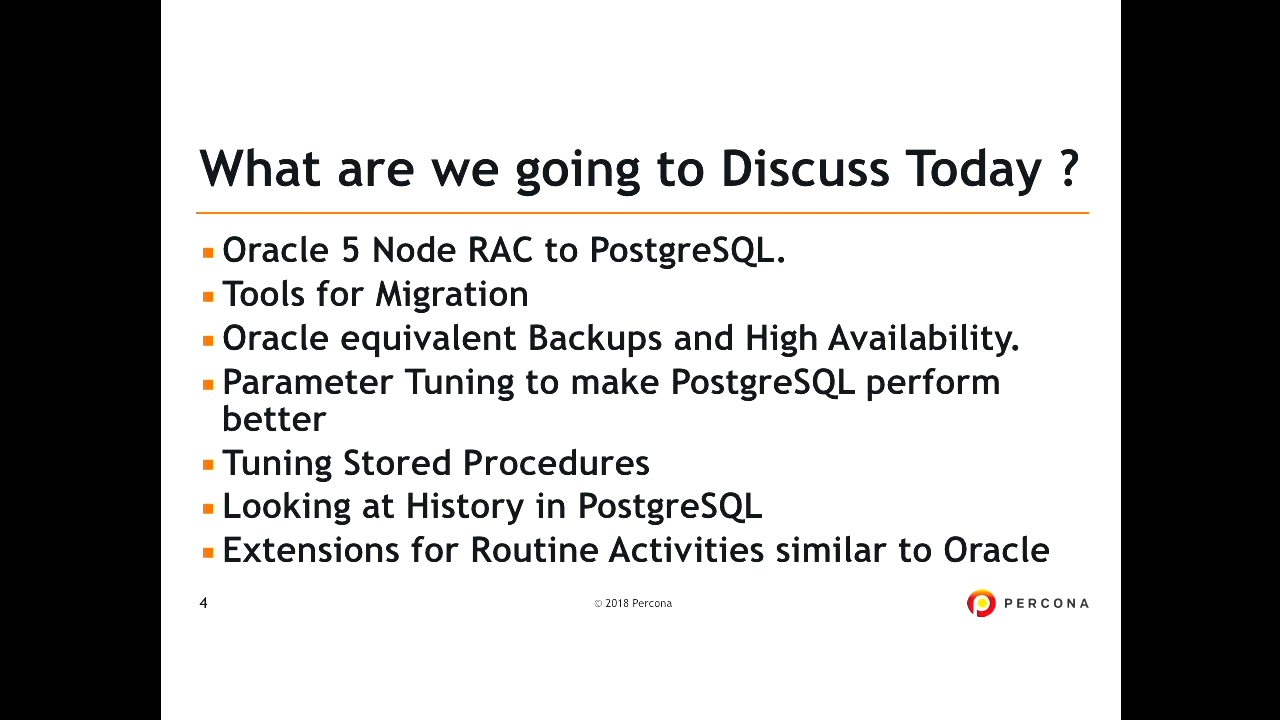 What are we going to Discuss Today ?
Oracle 5 Node RAC to PostgreSQL.
Tools for Migration
Oracle equivalent Backups and High Availability.
Parameter Tuning to make PostgreSQL perform
better
Tuning Stored Procedures
Looking at History in PostgreSQL
Extensions for Routine Activities similar to Oracle
4
© 2018 Percona
PERCONA